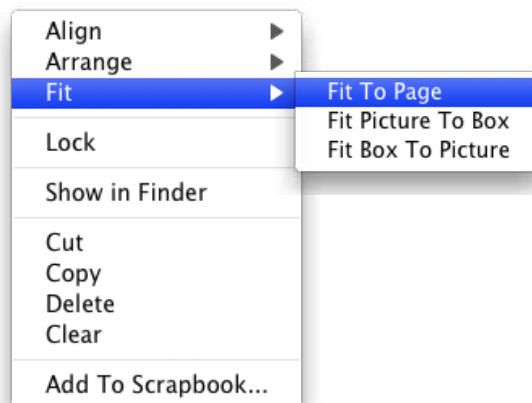 Align
Arrange
Fit
Fit To Page
Fit Picture To Box
Fit Box To Picture
Lock
Show in Finder
Cut
Copy
Delete
Clear
Add To Scrapbook...